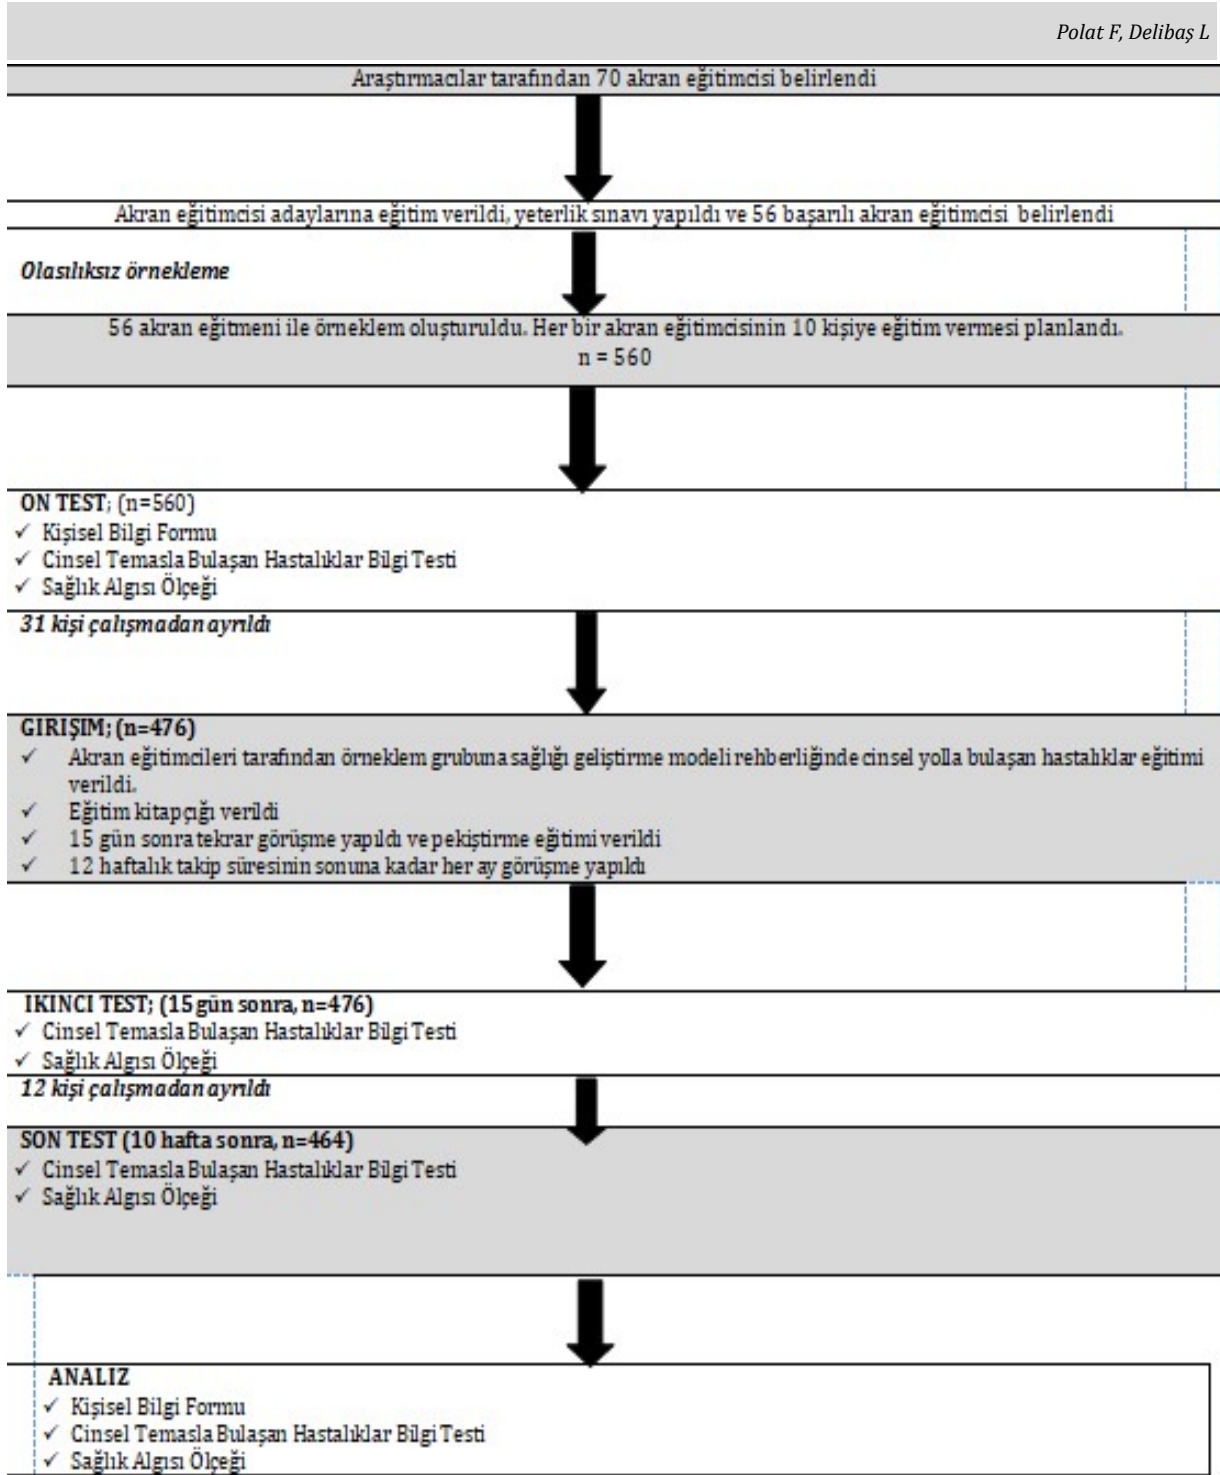 Polat F, Delibaş L
Araştırmacılar tarafından 70 akran eğitimcisi belirlendi
Akran eğitimcisi adaylarına eğitim verildi, yeterlik sınavı yapıldı ve 56 başarılı akran eğitimcisi belirlendi
Olasılıksız örnekleme
56 akran eğitmeni ile örneklem oluşturuldu. Her bir akran eğitimcisinin 10 kişiye eğitim vermesi planlandı.
n = 560
ON TEST; (n=560)
✓ Kişisel Bilgi Formu
✓ Cinsel Temasla Bulaşan Hastalıklar Bilgi Testi
✓ Sağlık Algısı Ölçeği
31 kişi çalışmadan ayrıldı
GIRIŞIM; (n=476)
✓ Akran eğitimcileri tarafından örneklem grubuna sağlığı geliştirme modeli rehberliğinde cinsel yolla bulaşan hastalıklar eğitimi
verildi.
✓ Eğitim kitapçığı verildi
✓ 15 gün sonra tekrar görüşme yapıldı ve pekiştirme eğitimi verildi
✓ 12 haftalık takip süresinin sonuna kadar her ay görüşme yapıldı
IKINCI TEST; (15 gün sonra, n=476)
✓ Cinsel Temasla Bulaşan Hastalıklar Bilgi Testi
✓ Sağlık Algısı Ölçeği
12 kişi çalışmadan ayrıldı
SON TEST (10 hafta sonra, n=464)
✓ Cinsel Temasla Bulaşan Hastalıklar Bilgi Testi
✓ Sağlık Algısı Ölçeği
ANALIZ
✓ Kişisel Bilgi Formu
✓ Cinsel Temasla Bulaşan Hastalıklar Bilgi Testi
✓ Sağlık Algısı Ölçeği